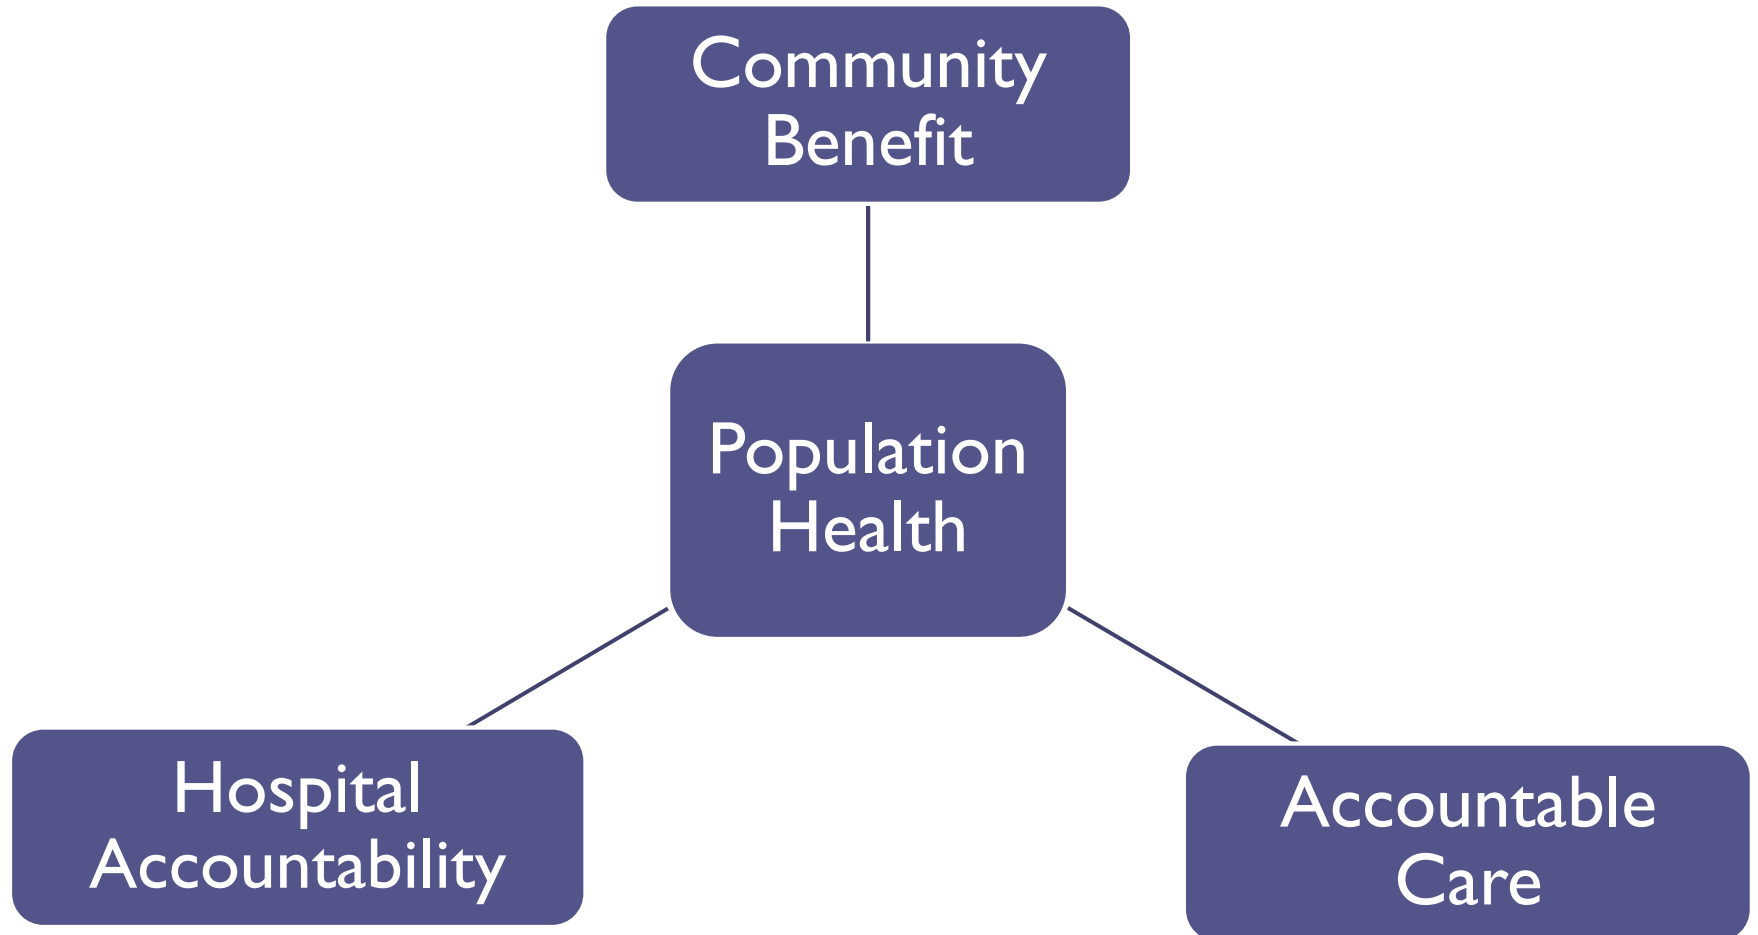 Community
Benefit
Population
Health
Hospital
Accountability
Accountable
Care